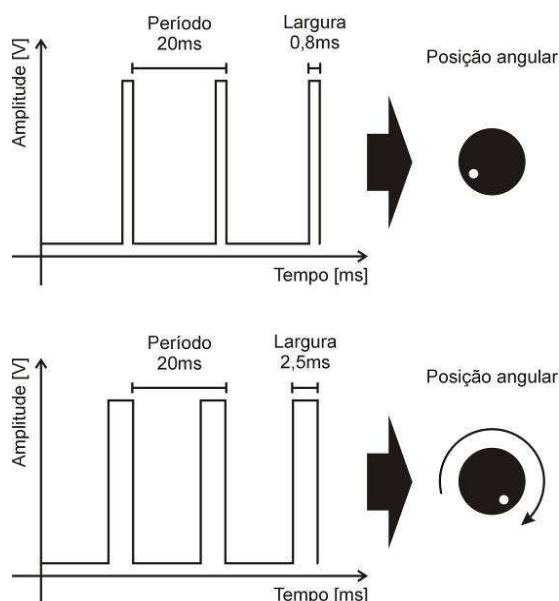 Período
20ms
Largura
0,8ms
Posição angular
Amplitude [V]
Tempo [ms]
Período
20ms
Largura
2,5ms
Posição angular
Amplitude [V]
Tempo [ms]